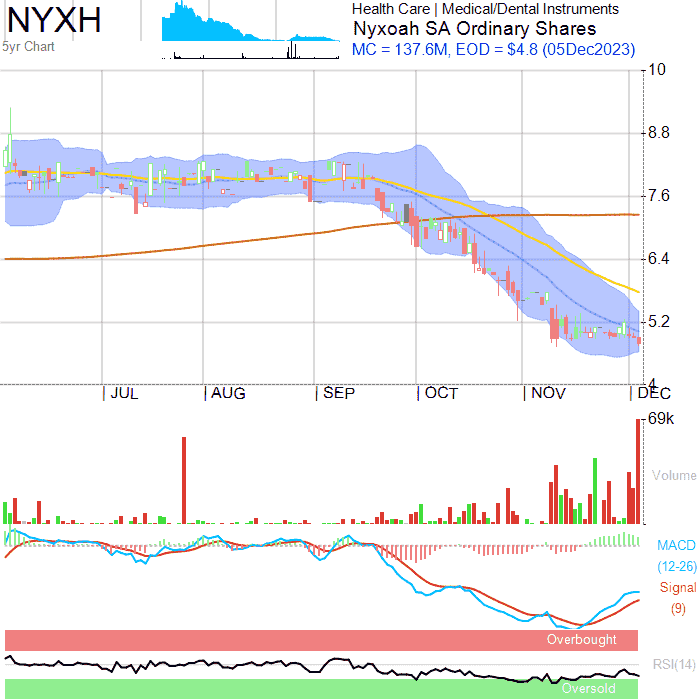 NYXH
5yr Chart
Health Care | Medical/Dental Instruments
Nyxoah SA Ordinary Shares
MC = 137.6M, EOD = $4.8 (05Dec2023)
10
8.8
7.6
6.4
5.2
4
JUL AUG SEP OCT NOV DEC
69k
Volume
MACD
(12-26)
Signal
(9)
Overbought
RSI(14)
Oversold